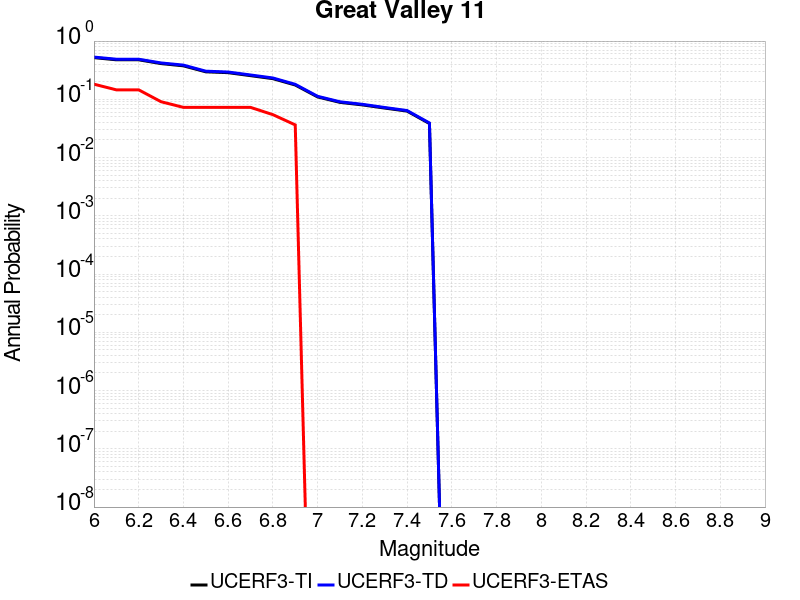 Great Valley 11
10^0
10^-1
10^-2
10^-3
10^-4
10^-5
10^-6
10^-7
10^-8
Annual Probability
6 6.2 6.4 6.6 6.8 7 7.2 7.4 7.6 7.8 8 8.2 8.4 8.6 8.8 9
Magnitude
UCERF3-TI UCERF3-TD UCERF3-ETAS